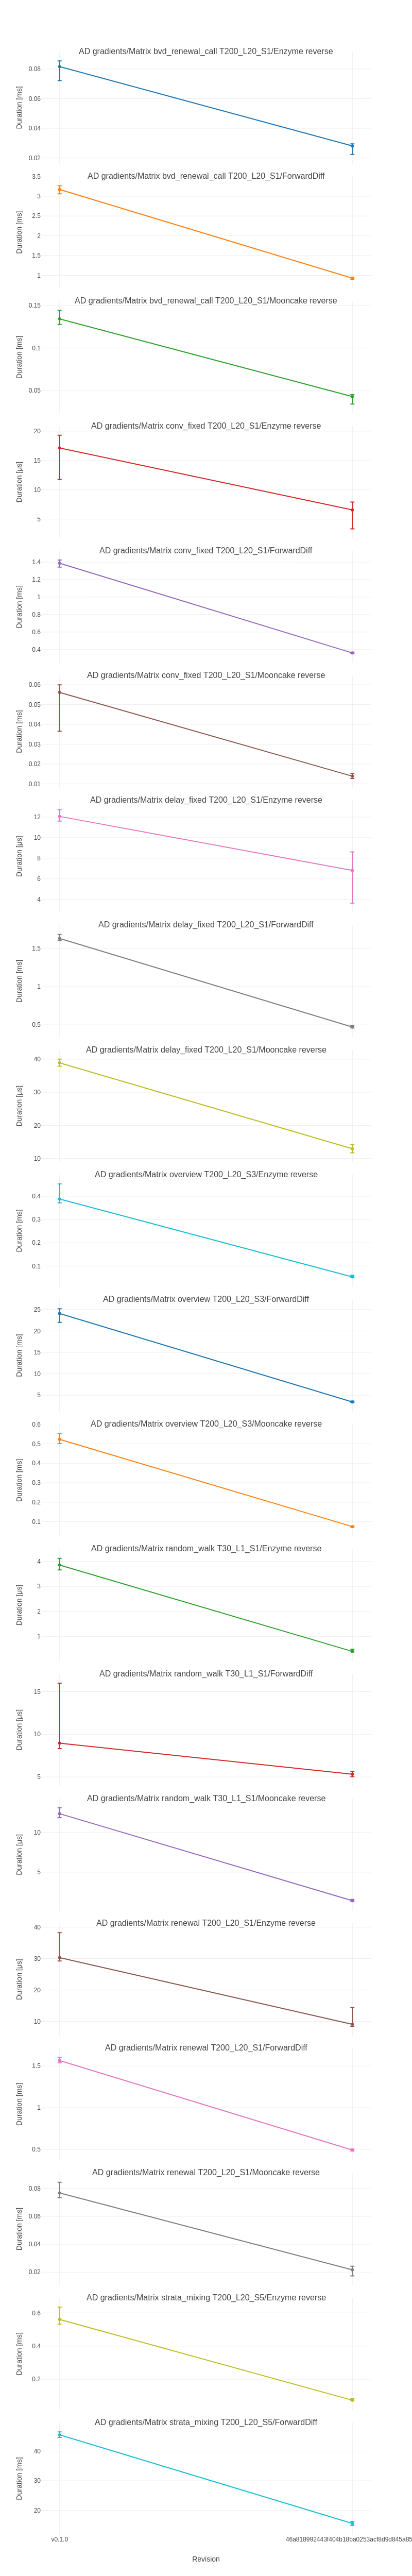 AD gradients/Matrix bvd_renewal_call T200_L20_S1/Enzyme reverse
0.08
0.06
0.04
0.02
Duration [ms]
AD gradients/Matrix bvd_renewal_call T200_L20_S1/ForwardDiff
3.5
3
2.5
2
1.5
1
Duration [ms]
AD gradients/Matrix bvd_renewal_call T200_L20_S1/Mooncake reverse
0.15
0.1
0.05
Duration [ms]
AD gradients/Matrix conv_fixed T200_L20_S1/Enzyme reverse
20
15
10
5
Duration [μs]
AD gradients/Matrix conv_fixed T200_L20_S1/ForwardDiff
1.4
1.2
1
0.8
0.6
0.4
Duration [ms]
AD gradients/Matrix conv_fixed T200_L20_S1/Mooncake reverse
0.06
0.05
0.04
0.03
0.02
0.01
Duration [ms]
AD gradients/Matrix delay_fixed T200_L20_S1/Enzyme reverse
12
10
8
6
4
Duration [μs]
AD gradients/Matrix delay_fixed T200_L20_S1/ForwardDiff
1.5
1
0.5
Duration [ms]
AD gradients/Matrix delay_fixed T200_L20_S1/Mooncake reverse
40
30
20
10
Duration [μs]
AD gradients/Matrix overview T200_L20_S3/Enzyme reverse
0.4
0.3
0.2
0.1
Duration [ms]
AD gradients/Matrix overview T200_L20_S3/ForwardDiff
25
20
15
10
5
Duration [ms]
AD gradients/Matrix overview T200_L20_S3/Mooncake reverse
0.6
0.5
0.4
0.3
0.2
0.1
Duration [ms]
AD gradients/Matrix random_walk T30_L1_S1/Enzyme reverse
4
3
2
1
Duration [μs]
AD gradients/Matrix random_walk T30_L1_S1/ForwardDiff
15
10
5
Duration [μs]
AD gradients/Matrix random_walk T30_L1_S1/Mooncake reverse
10
5
Duration [μs]
AD gradients/Matrix renewal T200_L20_S1/Enzyme reverse
40
30
20
10
Duration [μs]
AD gradients/Matrix renewal T200_L20_S1/ForwardDiff
1.5
1
0.5
Duration [ms]
AD gradients/Matrix renewal T200_L20_S1/Mooncake reverse
0.08
0.06
0.04
0.02
Duration [ms]
AD gradients/Matrix strata_mixing T200_L20_S5/Enzyme reverse
0.6
0.4
0.2
Duration [ms]
AD gradients/Matrix strata_mixing T200_L20_S5/ForwardDiff
40
30
20
Duration [ms]
v0.1.0
46a818992443f404b18ba0253acf8d9d845a85
Revision